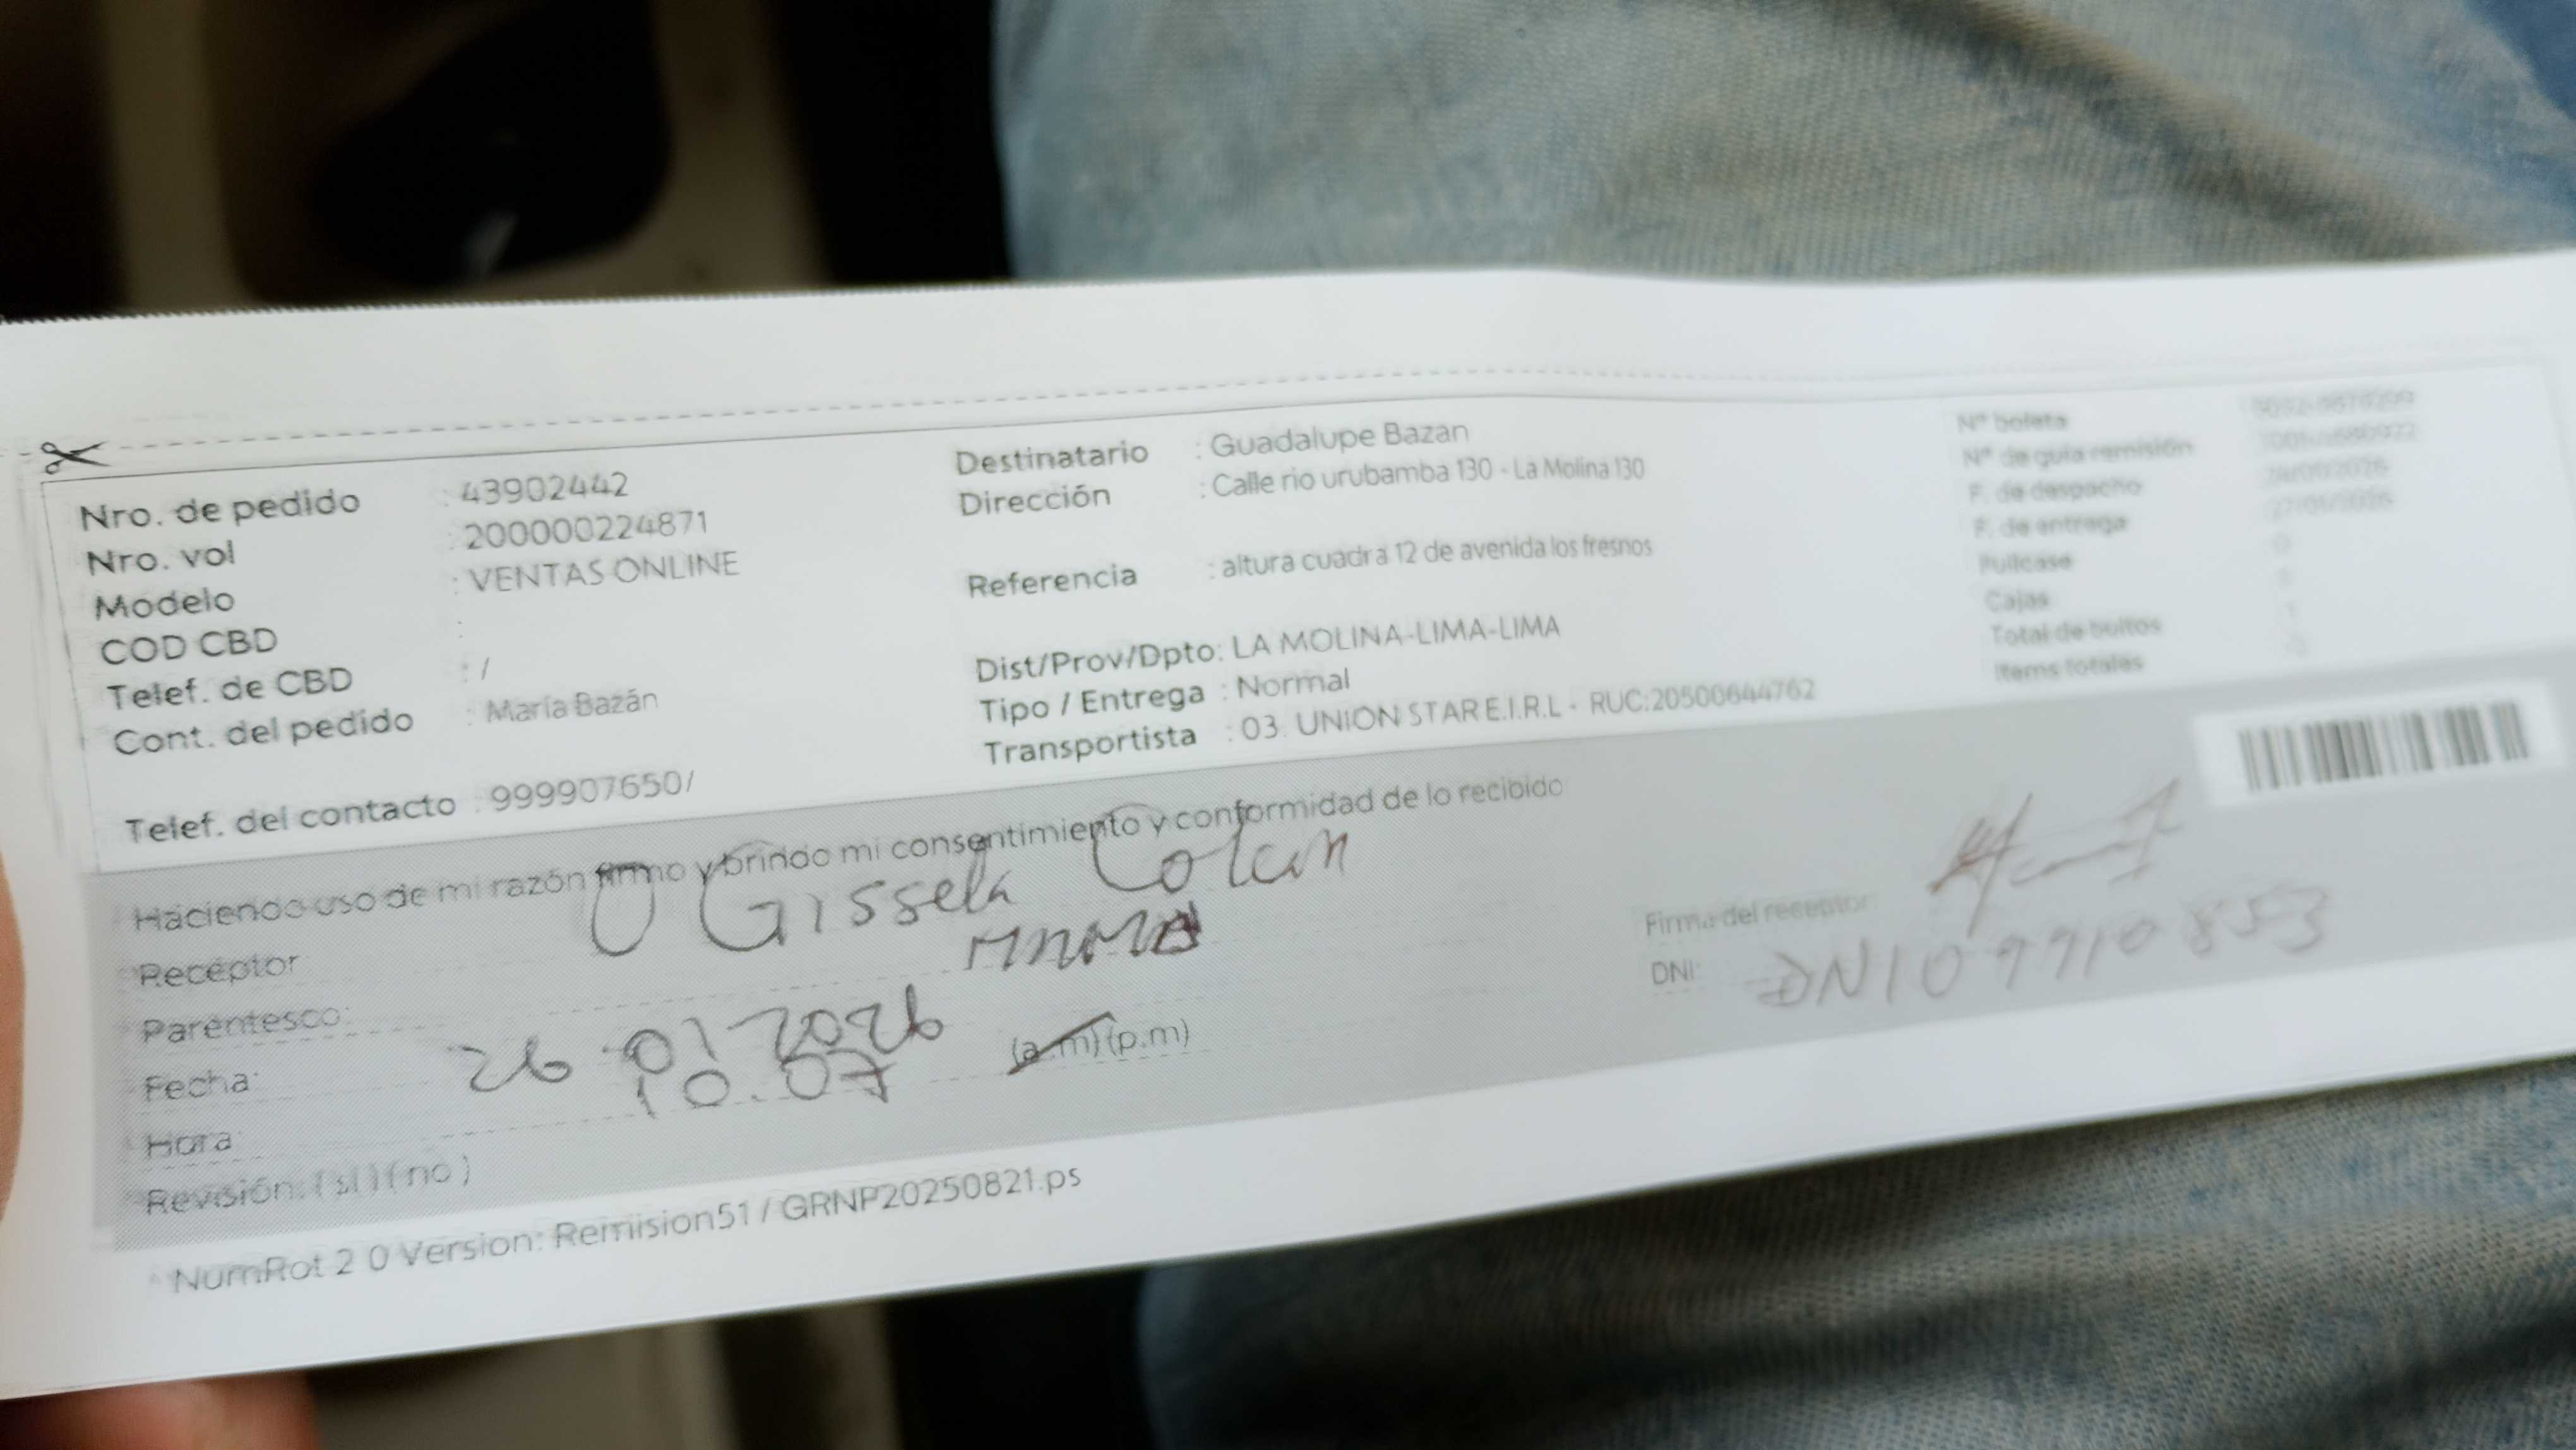 Nro. de pedido : 43902442
Nro. vol : 200000224871
Modelo : VENTAS ONLINE
COD CBD :
Telef. de CBD : /
Cont. del pedido : María Bazán
Telef. del contacto : 999907650/
Destinatario : Guadalupe Bazan
Dirección : Calle rio urubamba 130 - La Molina 130
Referencia : altura cuadra 12 de avenida los fresnos
Dist/Prov/Dpto: LA MOLINA-LIMA-LIMA
Tipo / Entrega : Normal
Transportista : 03. UNION STAR E.I.R.L - RUC:20500644762
Nº boleta
Nº de guía remisión
F. de despacho
F. de entrega
Pullcase
Cajas
Total de bultos
Items totales
Haciendo uso de mi razón firmo y brindo mi consentimiento y conformidad de lo recibido
Receptor Gissela Colan
Parentesco:
Fecha: 26 01 2026
Hora: 10.07 (a.m)(p.m)
Revisión: (si)(no)
Firma del receptor:
DNI: DNI 09910853
NumRot 2 0 Version: Remision51 / GRNP20250821.ps